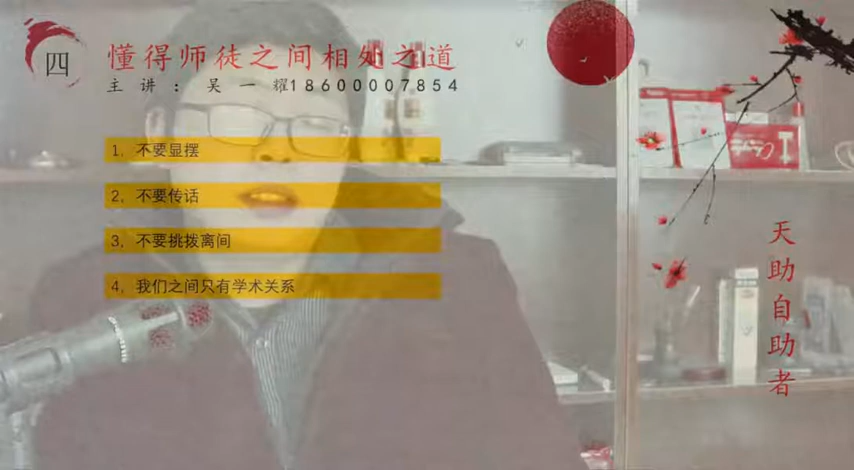 四
懂得师徒之间相处之道
主讲：吴一耀18600007854
1，不要显摆
2，不要传话
3，不要挑拨离间
4，我们之间只有学术关系
天助自助者